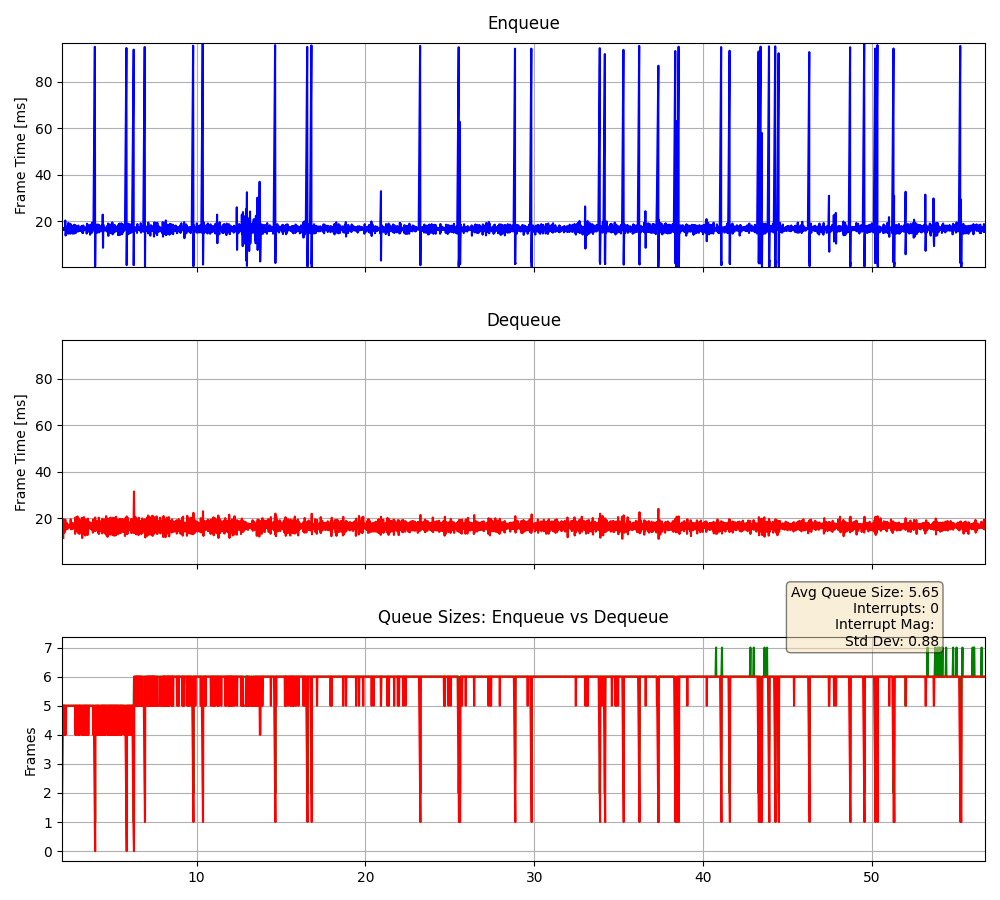 Enqueue
Frame Time [ms]
80
60
40
20
Dequeue
Frame Time [ms]
80
60
40
20
Avg Queue Size: 5.65
Interrupts: 0
Interrupt Mag:
Std Dev: 0.88
Queue Sizes: Enqueue vs Dequeue
Frames
7
6
5
4
3
2
1
0
10 20 30 40 50